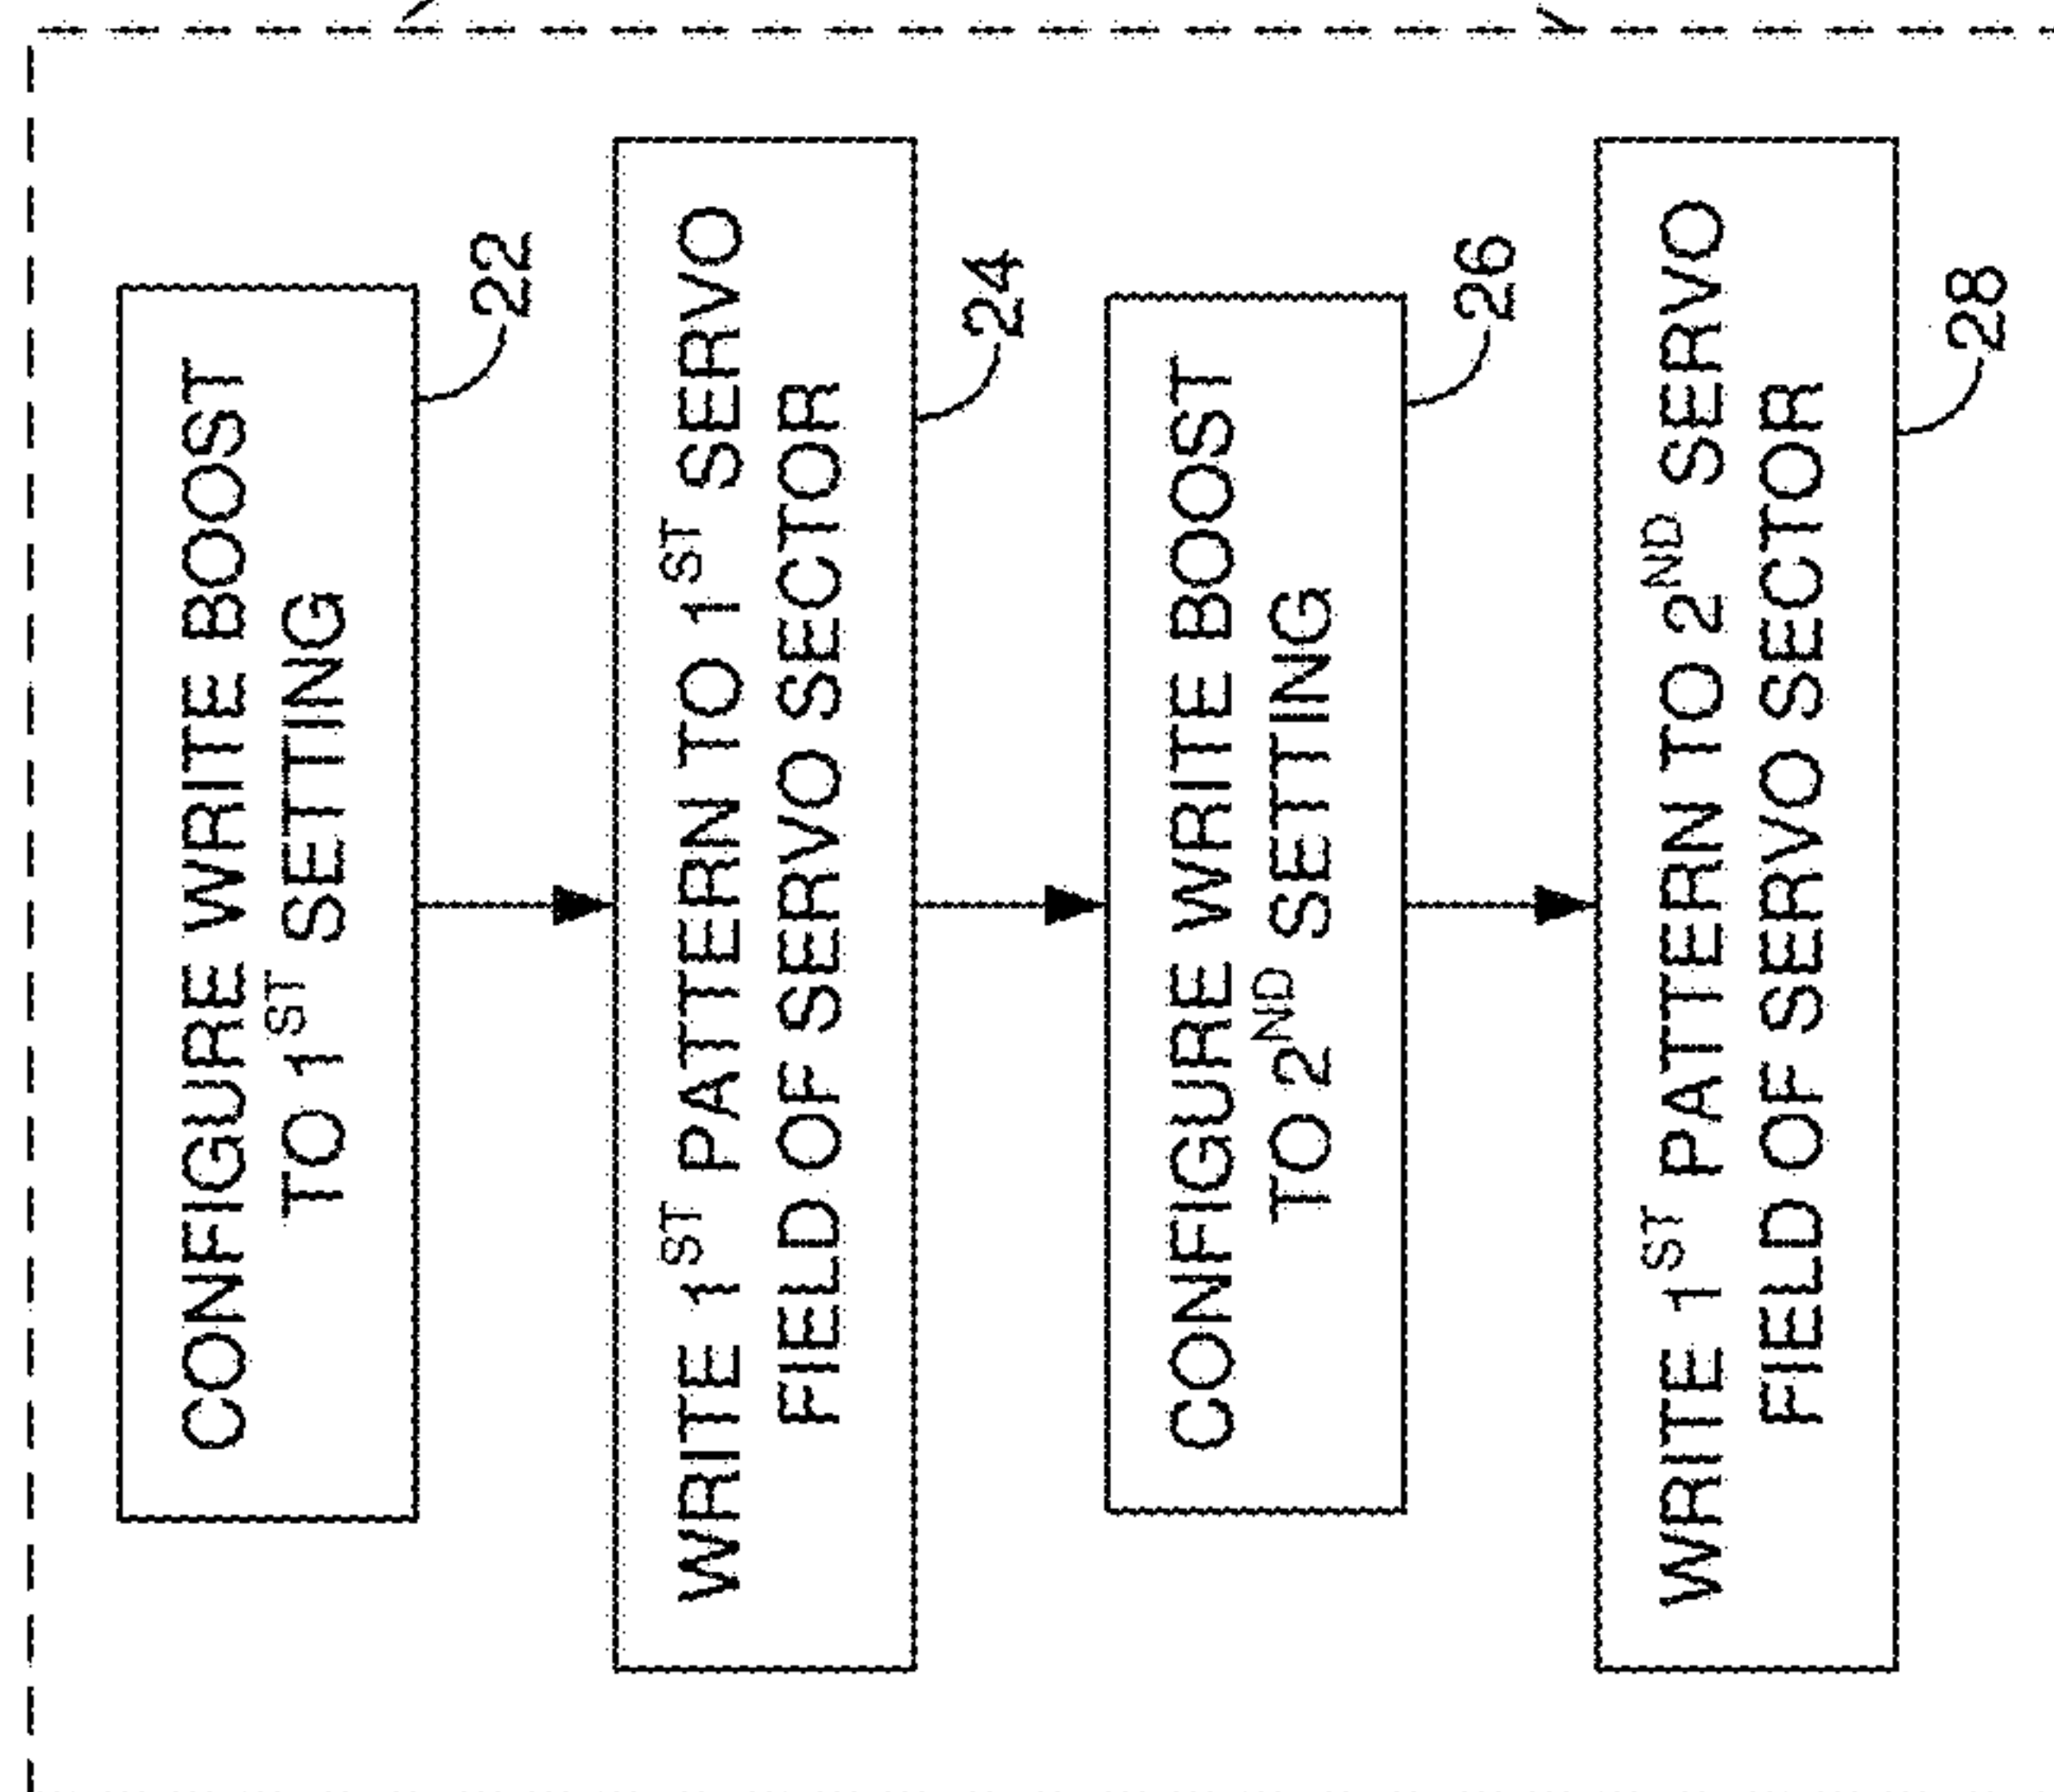 CONFIGURE WRITE BOOST
TO 1ST SETTING
22
WRITE 1ST PATTERN TO 1ST SERVO
FIELD OF SERVO SECTOR
24
CONFIGURE WRITE BOOST
TO 2ND SETTING
26
WRITE 1ST PATTERN TO 2ND SERVO
FIELD OF SERVO SECTOR
28